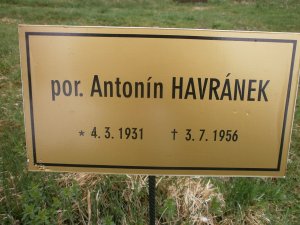 por. Antonín HAVRÁNEK
* 4. 3. 1931 † 3. 7. 1956